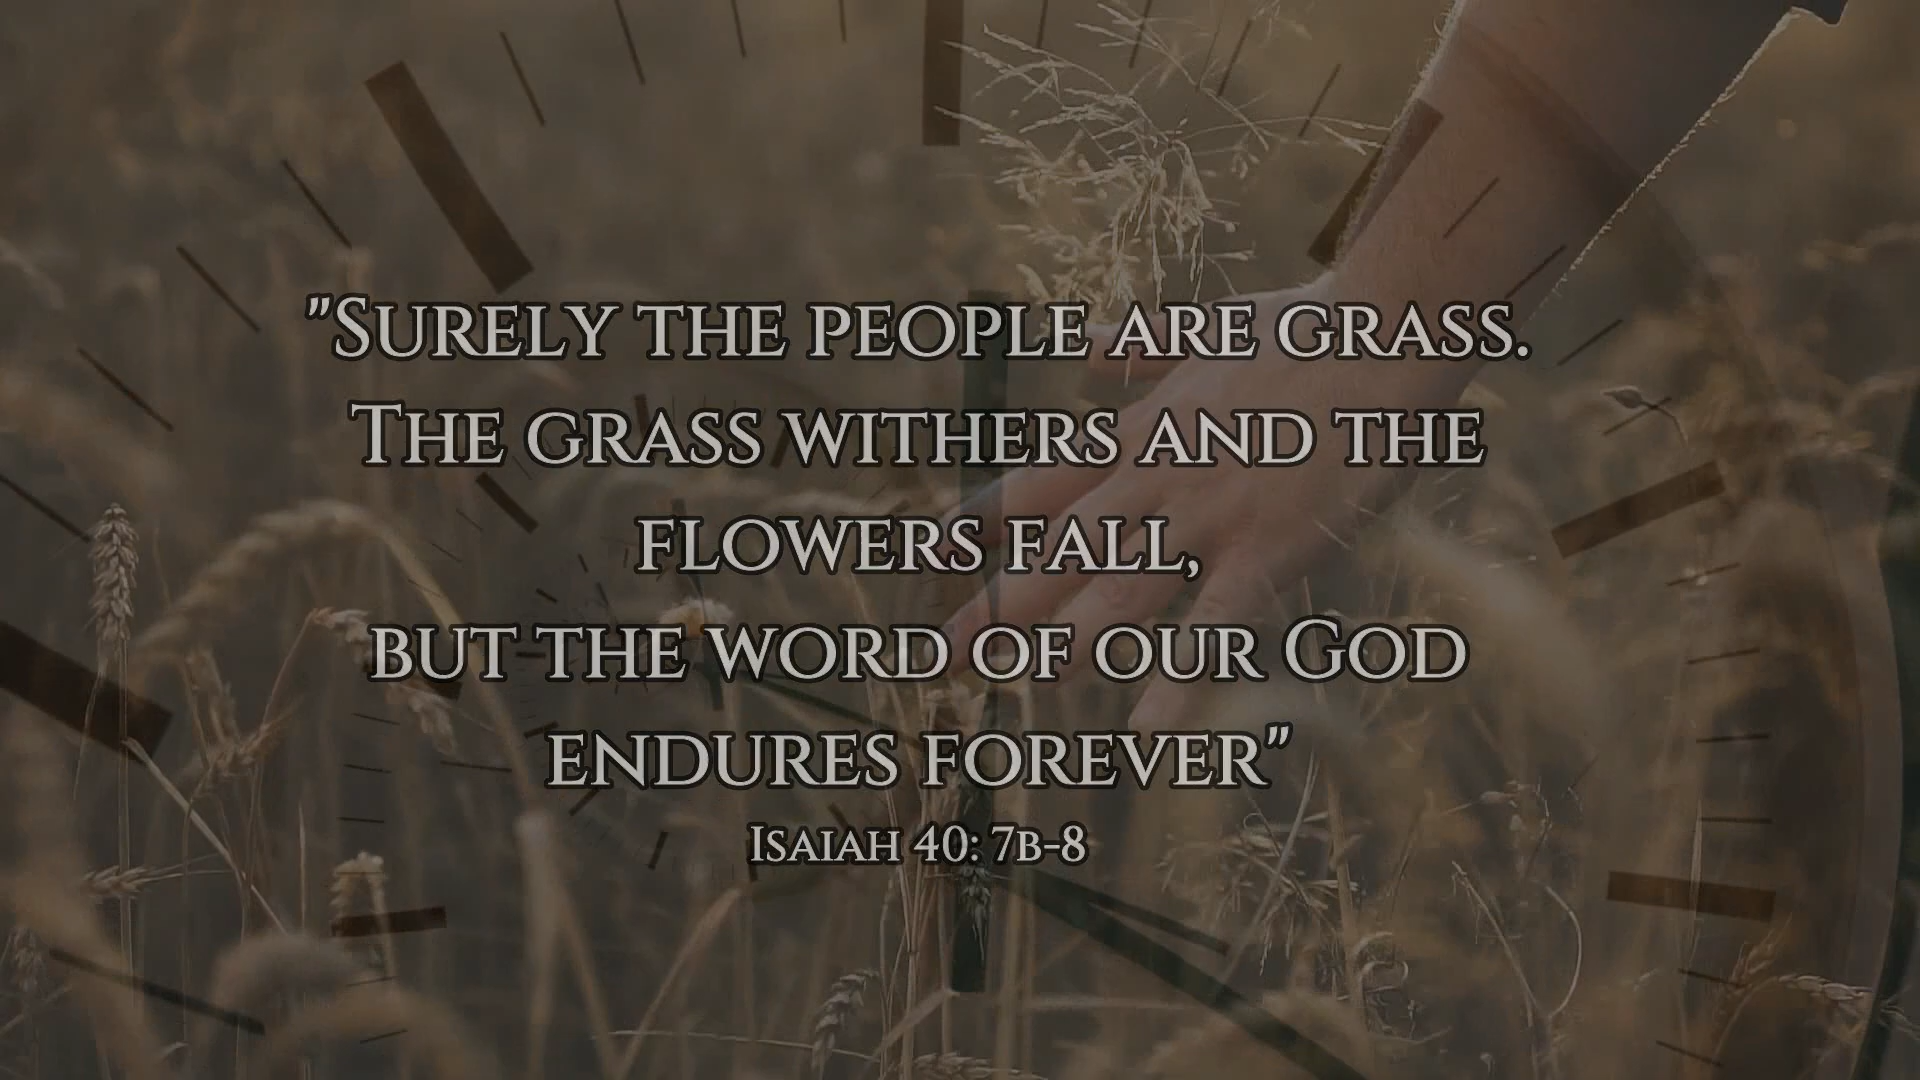 "Surely the people are grass.
The grass withers and the
flowers fall,
but the word of our God
endures forever"
Isaiah 40: 7b-8